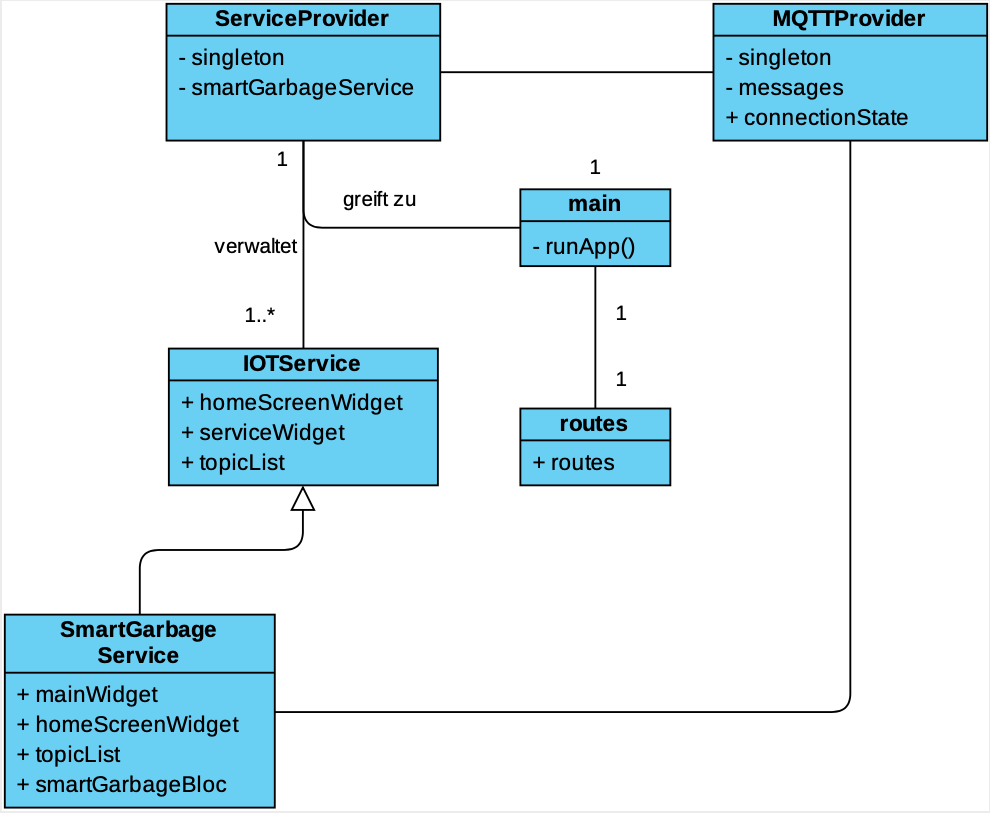 ServiceProvider
- singleton
- smartGarbageService
MQTTProvider
- singleton
- messages
+ connectionState
1
greift zu
1
main
- runApp()
verwaltet
1..*
1
1
IOTService
+ homeScreenWidget
+ serviceWidget
+ topicList
routes
+ routes
SmartGarbage
Service
+ mainWidget
+ homeScreenWidget
+ topicList
+ smartGarbageBloc